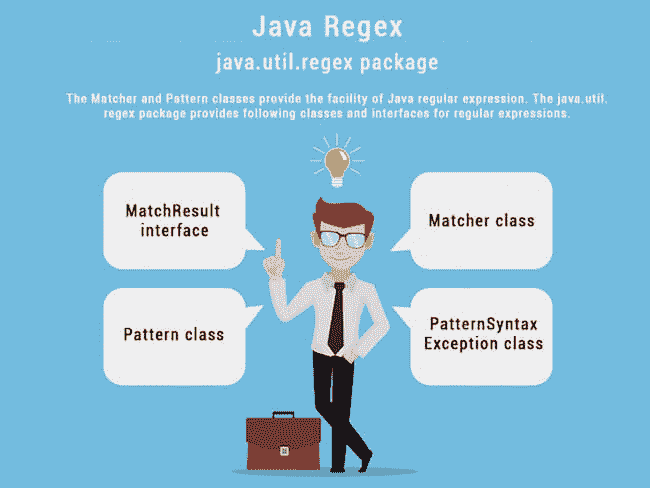 Java Regex
java.util.regex package
The Matcher and Pattern classes provide the facility of Java regular expression. The java.util.
regex package provides following classes and interfaces for regular expressions.
MatchResult
interface
Matcher class
Pattern class
PatternSyntax
Exception class